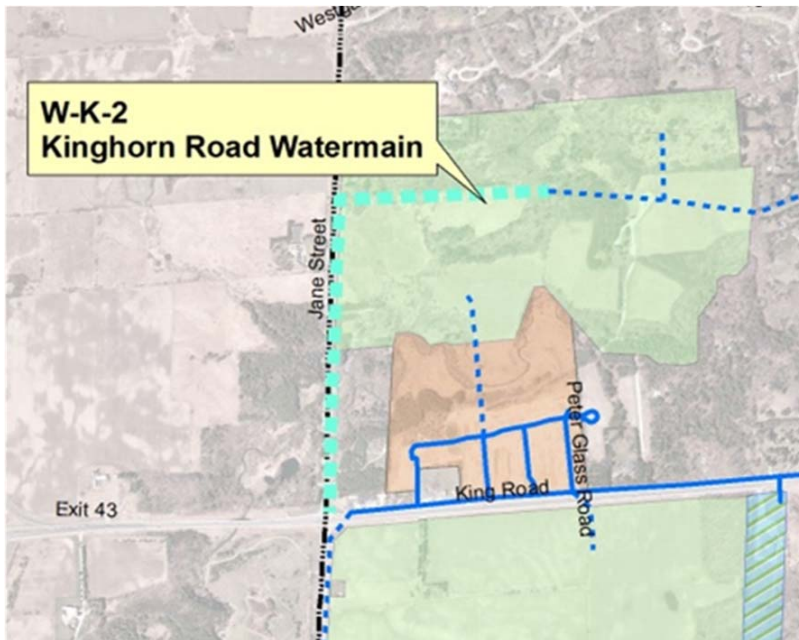 W-K-2
Kinghorn Road Watermain
Jane Street
Peter Glass Road
King Road
Exit 43